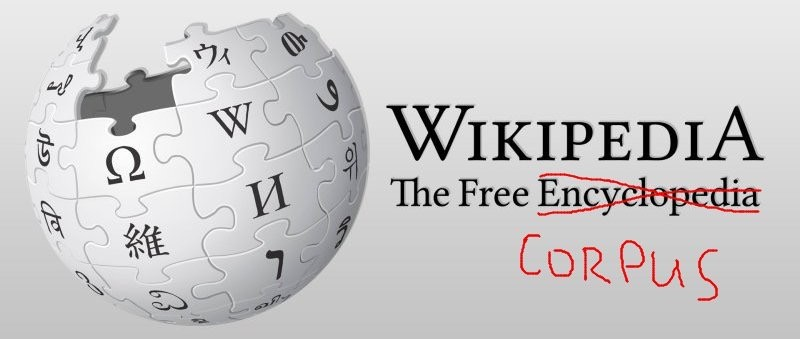 WIKIPEDIA
The Free Encyclopedia
CORPUS
ウィ
W
Ω
И
維